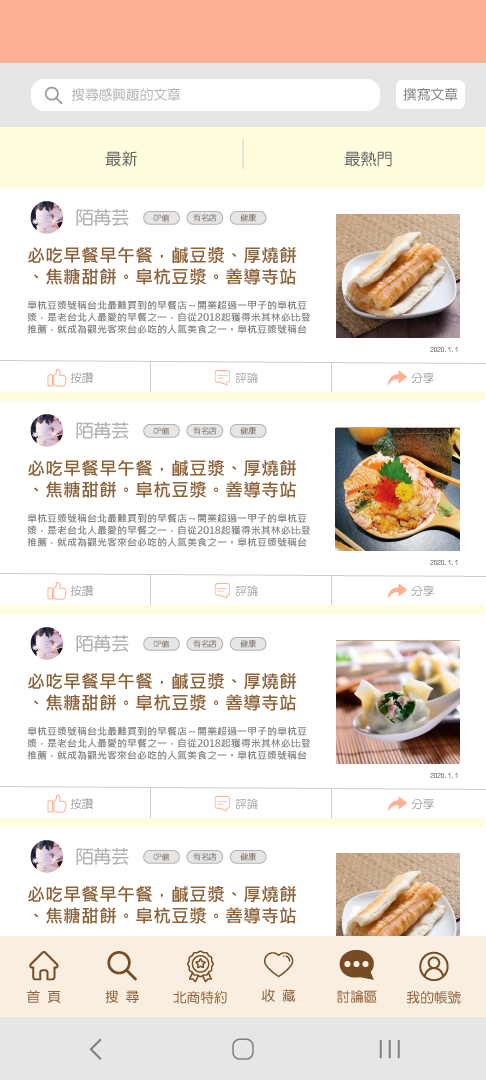 搜尋感興趣的文章
撰寫文章
最新
最熱門
陌苒芸 CP値 有名店 健康
必吃早餐早午餐，鹹豆漿、厚燒餅
、焦糖甜餅。阜杭豆漿。善導寺站
阜杭豆漿號稱台北最難買到的早餐店～開業超過一甲子的阜杭豆
漿，是老台北人最愛的早餐之一，自從2018起獲得米其林必比登
推薦，就成為觀光客來台必吃的人氣美食之一。阜杭豆漿號稱台
2020.1.1
按讚 評論 分享
陌苒芸 CP値 有名店 健康
必吃早餐早午餐，鹹豆漿、厚燒餅
、焦糖甜餅。阜杭豆漿。善導寺站
阜杭豆漿號稱台北最難買到的早餐店～開業超過一甲子的阜杭豆
漿，是老台北人最愛的早餐之一，自從2018起獲得米其林必比登
推薦，就成為觀光客來台必吃的人氣美食之一。阜杭豆漿號稱台
2020.1.1
按讚 評論 分享
陌苒芸 CP値 有名店 健康
必吃早餐早午餐，鹹豆漿、厚燒餅
、焦糖甜餅。阜杭豆漿。善導寺站
阜杭豆漿號稱台北最難買到的早餐店～開業超過一甲子的阜杭豆
漿，是老台北人最愛的早餐之一，自從2018起獲得米其林必比登
推薦，就成為觀光客來台必吃的人氣美食之一。阜杭豆漿號稱台
2020.1.1
按讚 評論 分享
陌苒芸 CP値 有名店 健康
必吃早餐早午餐，鹹豆漿、厚燒餅
、焦糖甜餅。阜杭豆漿。善導寺站
首 頁 搜 尋 北商特約 收 藏 討論區 我的帳號